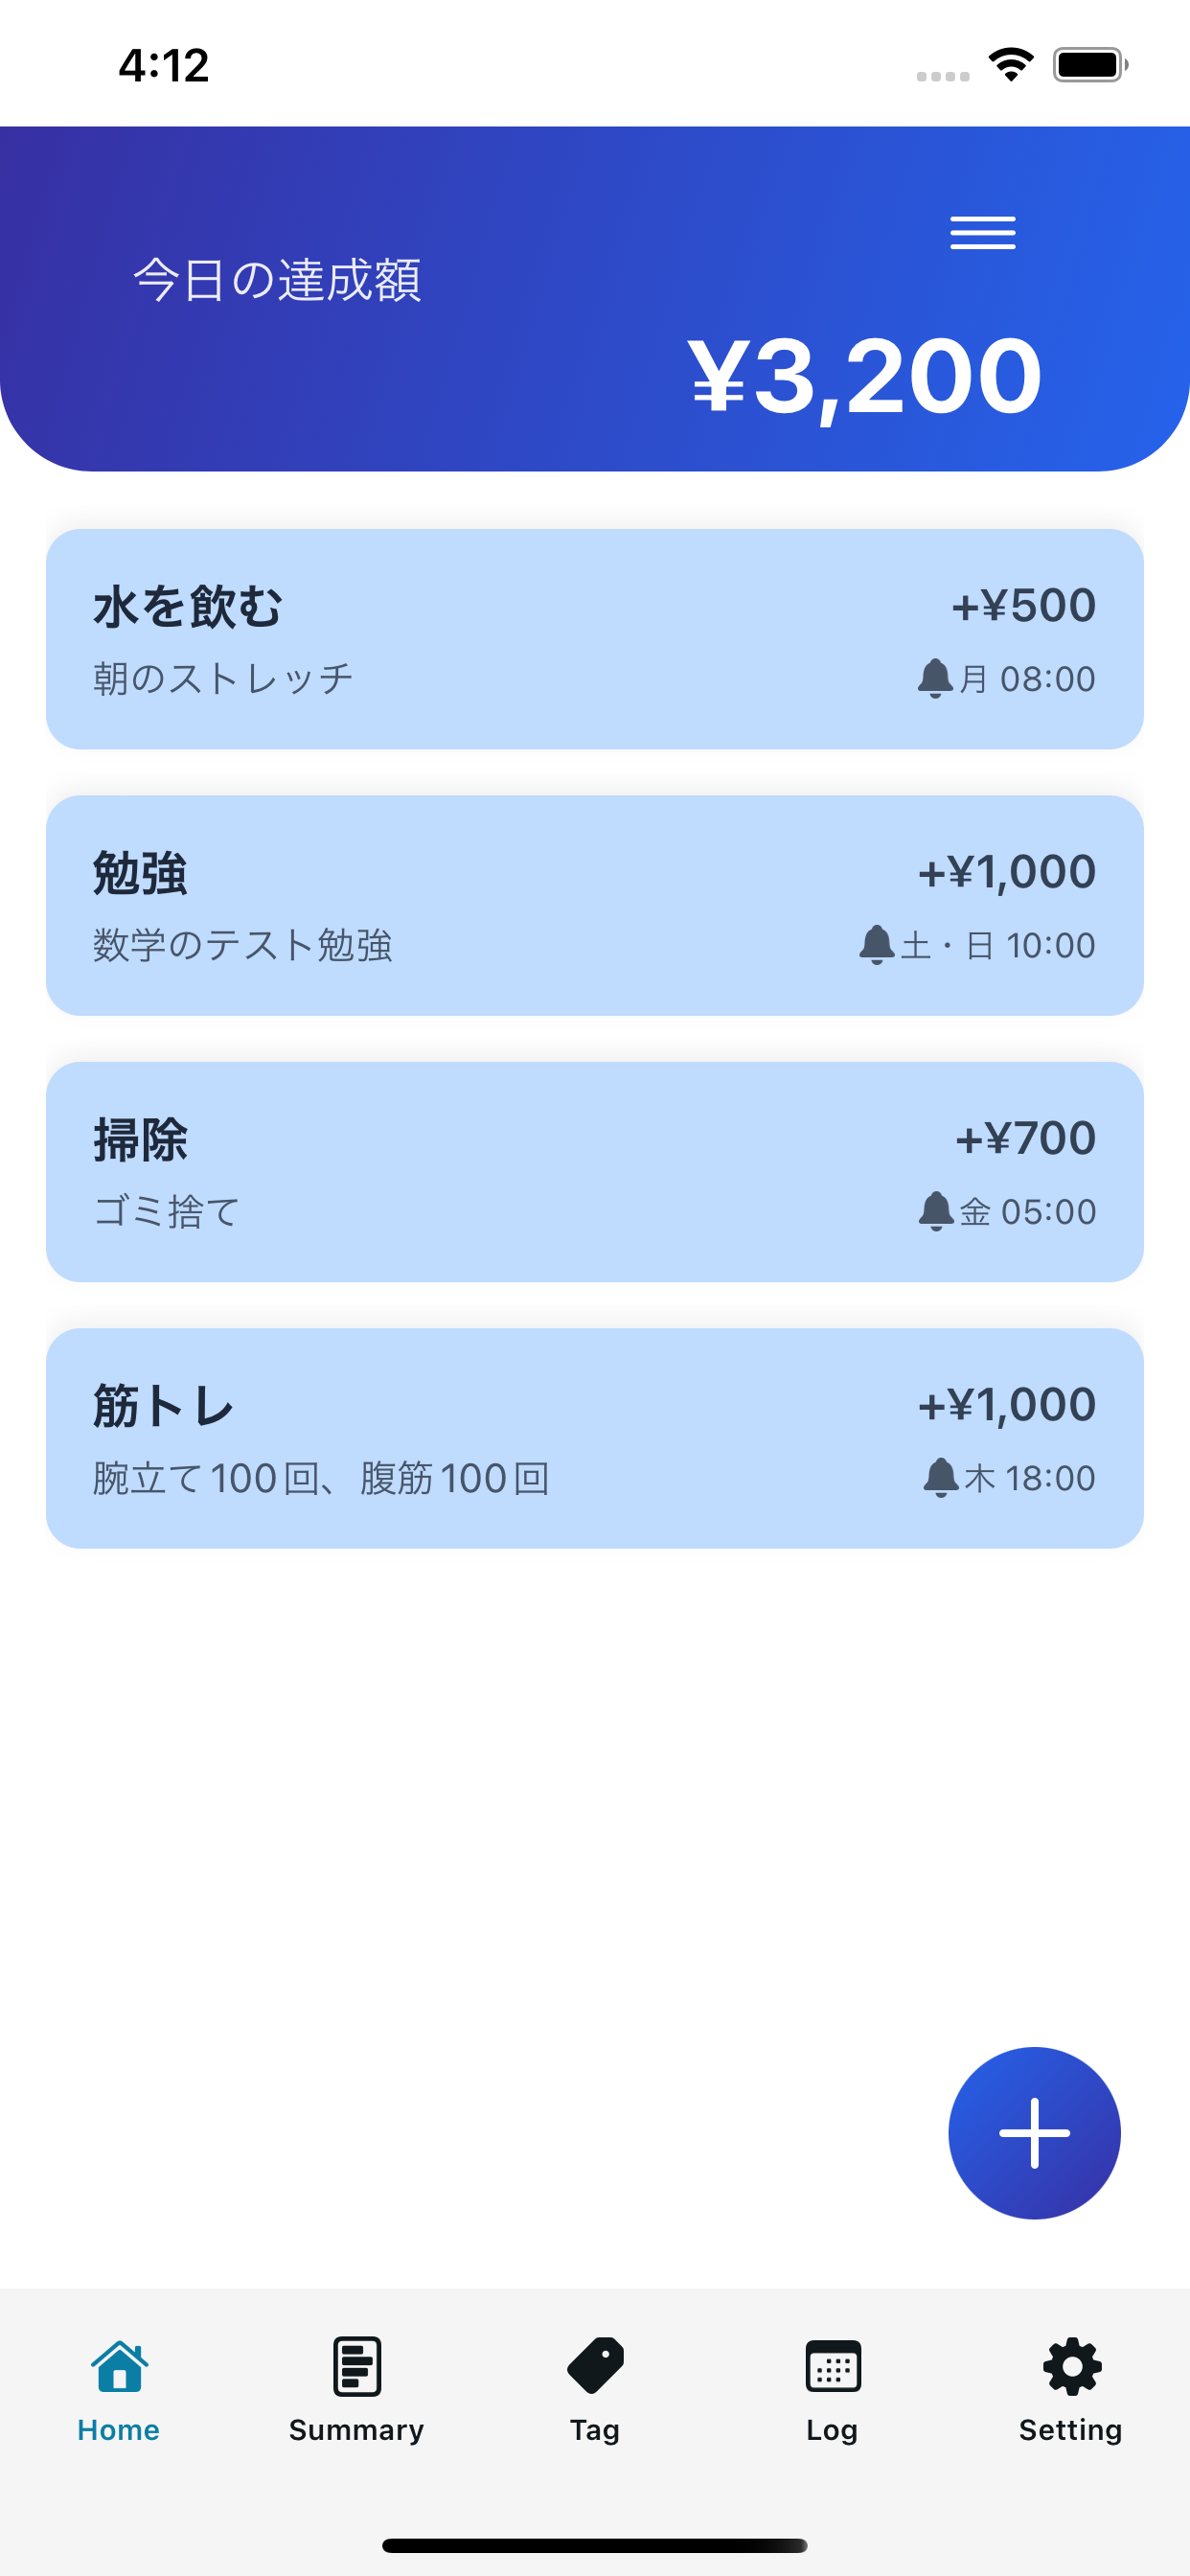 4:12
今日の達成額
¥3,200
水を飲む +¥500
朝のストレッチ 月 08:00
勉強 +¥1,000
数学のテスト勉強 土・日 10:00
掃除 +¥700
ゴミ捨て 金 05:00
筋トレ +¥1,000
腕立て100回、腹筋100回 木 18:00
Home Summary Tag Log Setting